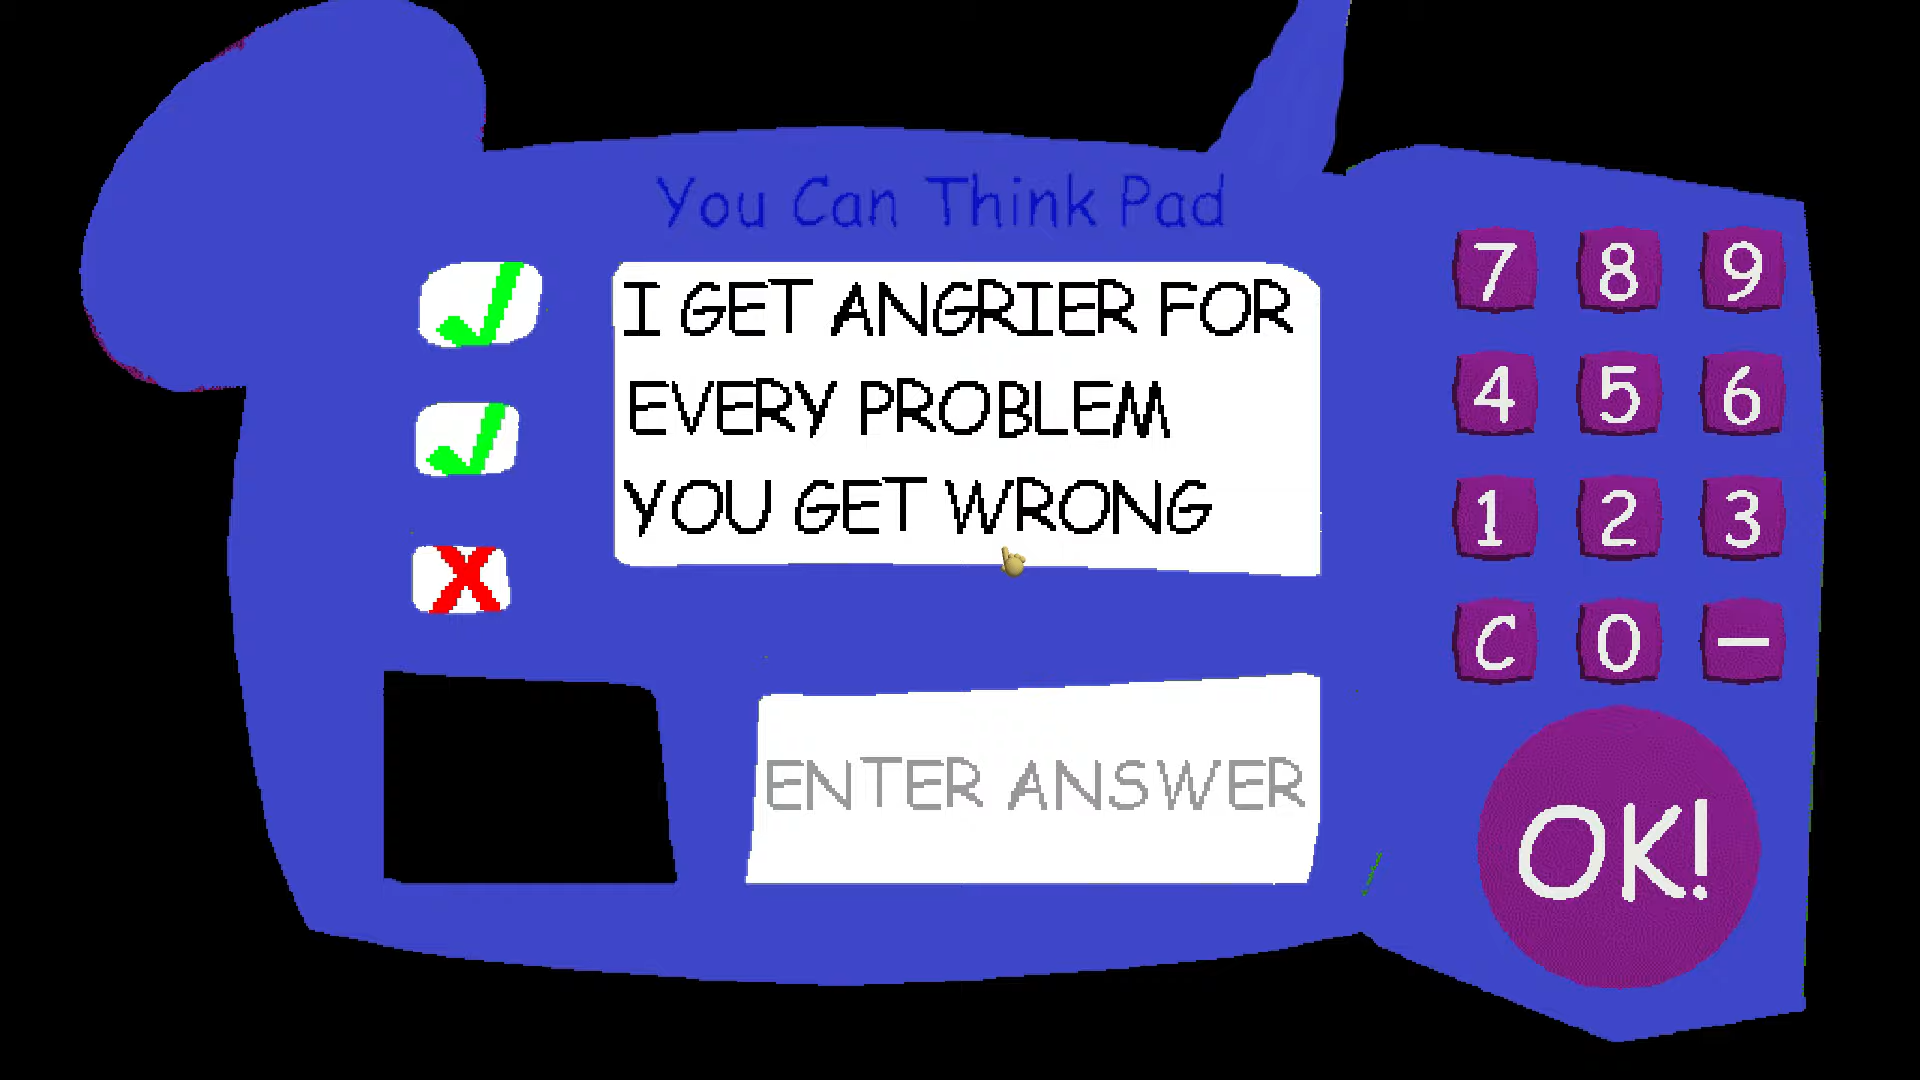 You Can Think Pad
I GET ANGRIER FOR
EVERY PROBLEM
YOU GET WRONG
ENTER ANSWER
7 8 9
4 5 6
1 2 3
C 0 −
OK!